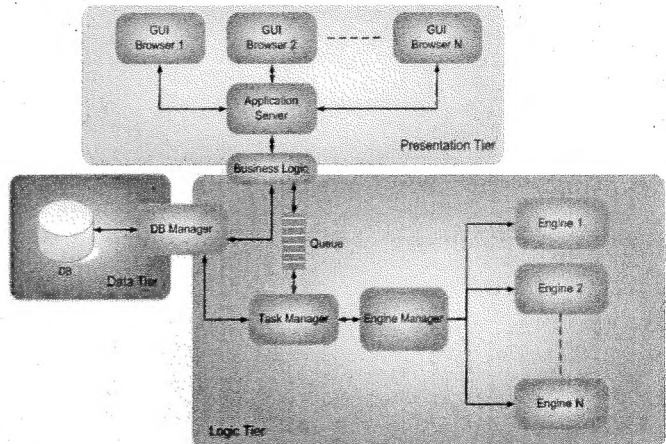 GUI
Browser 1
GUI
Browser 2
GUI
Browser N
Application
Server
Presentation Tier
Business Logic
DB Manager
DB
Data Tier
Queue
Engine 1
Engine 2
Task Manager
Engine Manager
Engine N
Logic Tier